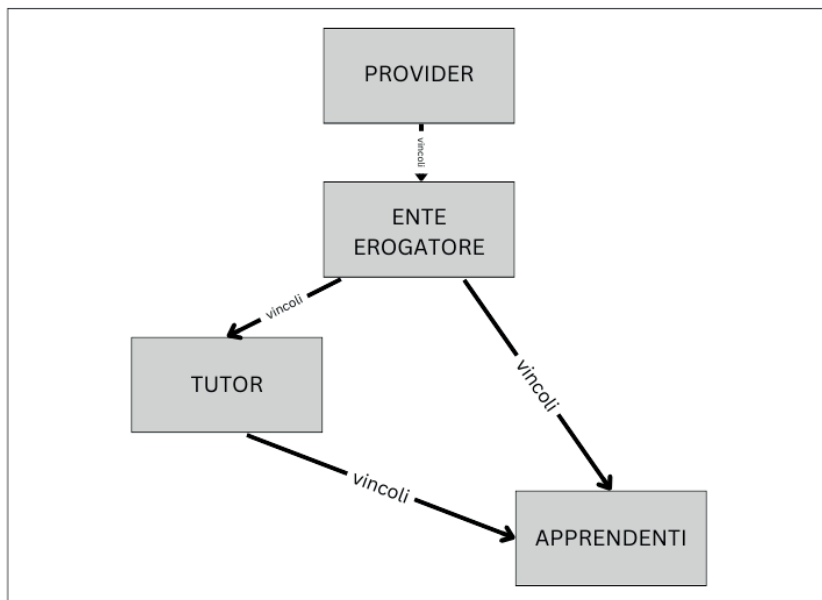 PROVIDER
vincoli
ENTE
EROGATORE
vincoli
TUTOR
vincoli
vincoli
APPRENDENTI